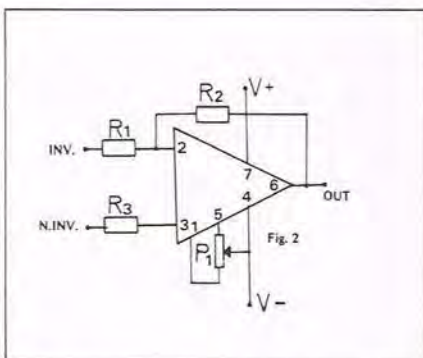 V+
R2
R1
INV. 2
7
6
4 OUT
R3 5
N.INV. 3 1
P1 Fig. 2
V-